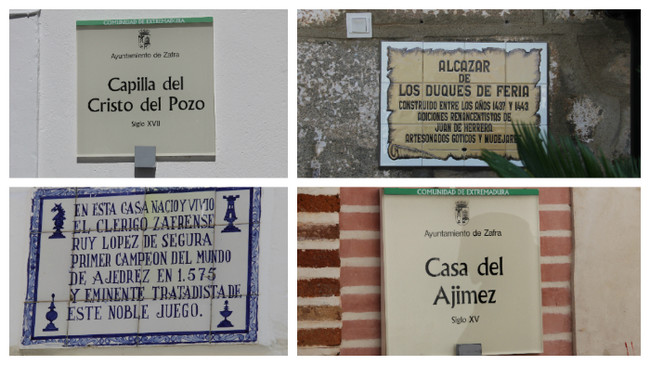 COMUNIDAD DE EXTREMADURA
Ayuntamiento de Zafra
Capilla del
Cristo del Pozo
Siglo XVII
ALCÁZAR
DE
LOS DUQUES DE FERIA
CONSTRUIDO ENTRE LOS AÑOS 1437 Y 1443
ADICIONES RENANCENTISTAS DE
JUAN DE HERRERA
ARTESONADOS GOTICOS Y MUDEJAR
EN ESTA CASA NACIO Y VIVIO
EL CLERIGO ZAFRENSE
RUY LOPEZ DE SEGURA
PRIMER CAMPEON DEL MUNDO
DE AJEDREZ EN 1.575
Y EMINENTE TRATADISTA DE
ESTE NOBLE JUEGO.
COMUNIDAD DE EXTREMADURA
Ayuntamiento de Zafra
Casa del
Ajimez
Siglo XV